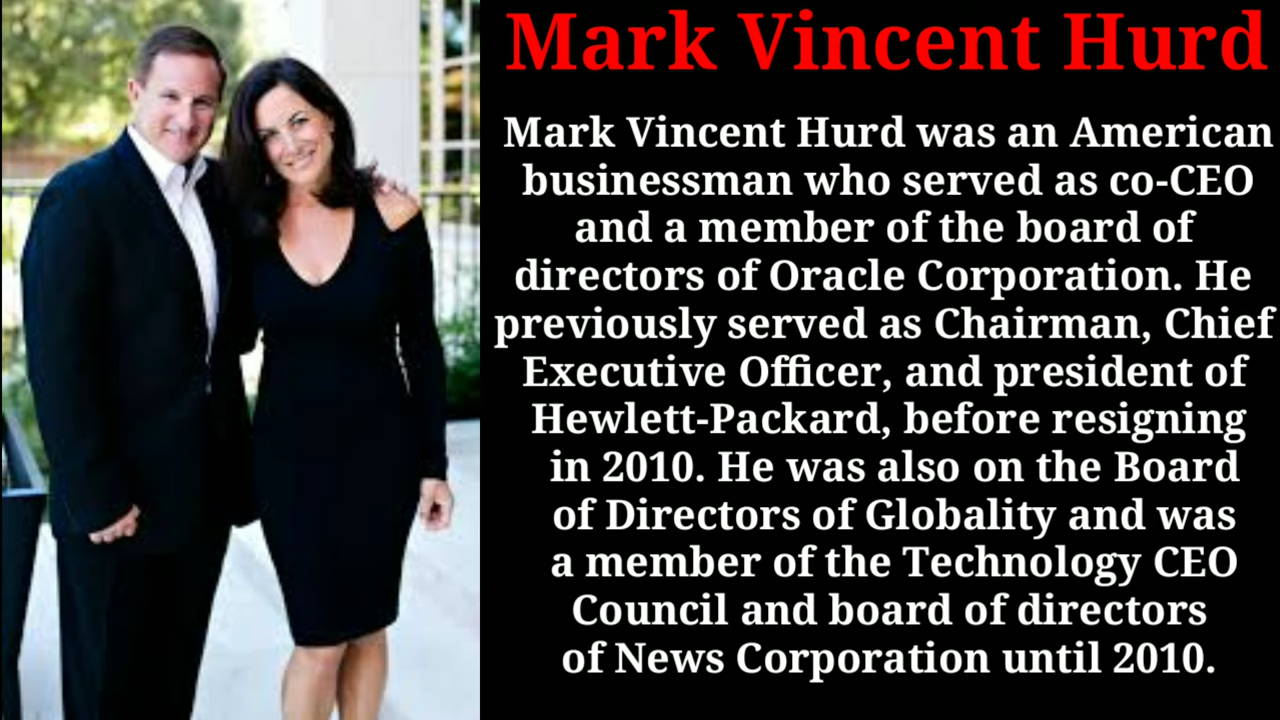 Mark Vincent Hurd
Mark Vincent Hurd was an American
businessman who served as co-CEO
and a member of the board of
directors of Oracle Corporation. He
previously served as Chairman, Chief
Executive Officer, and president of
Hewlett-Packard, before resigning
in 2010. He was also on the Board
of Directors of Globality and was
a member of the Technology CEO
Council and board of directors
of News Corporation until 2010.